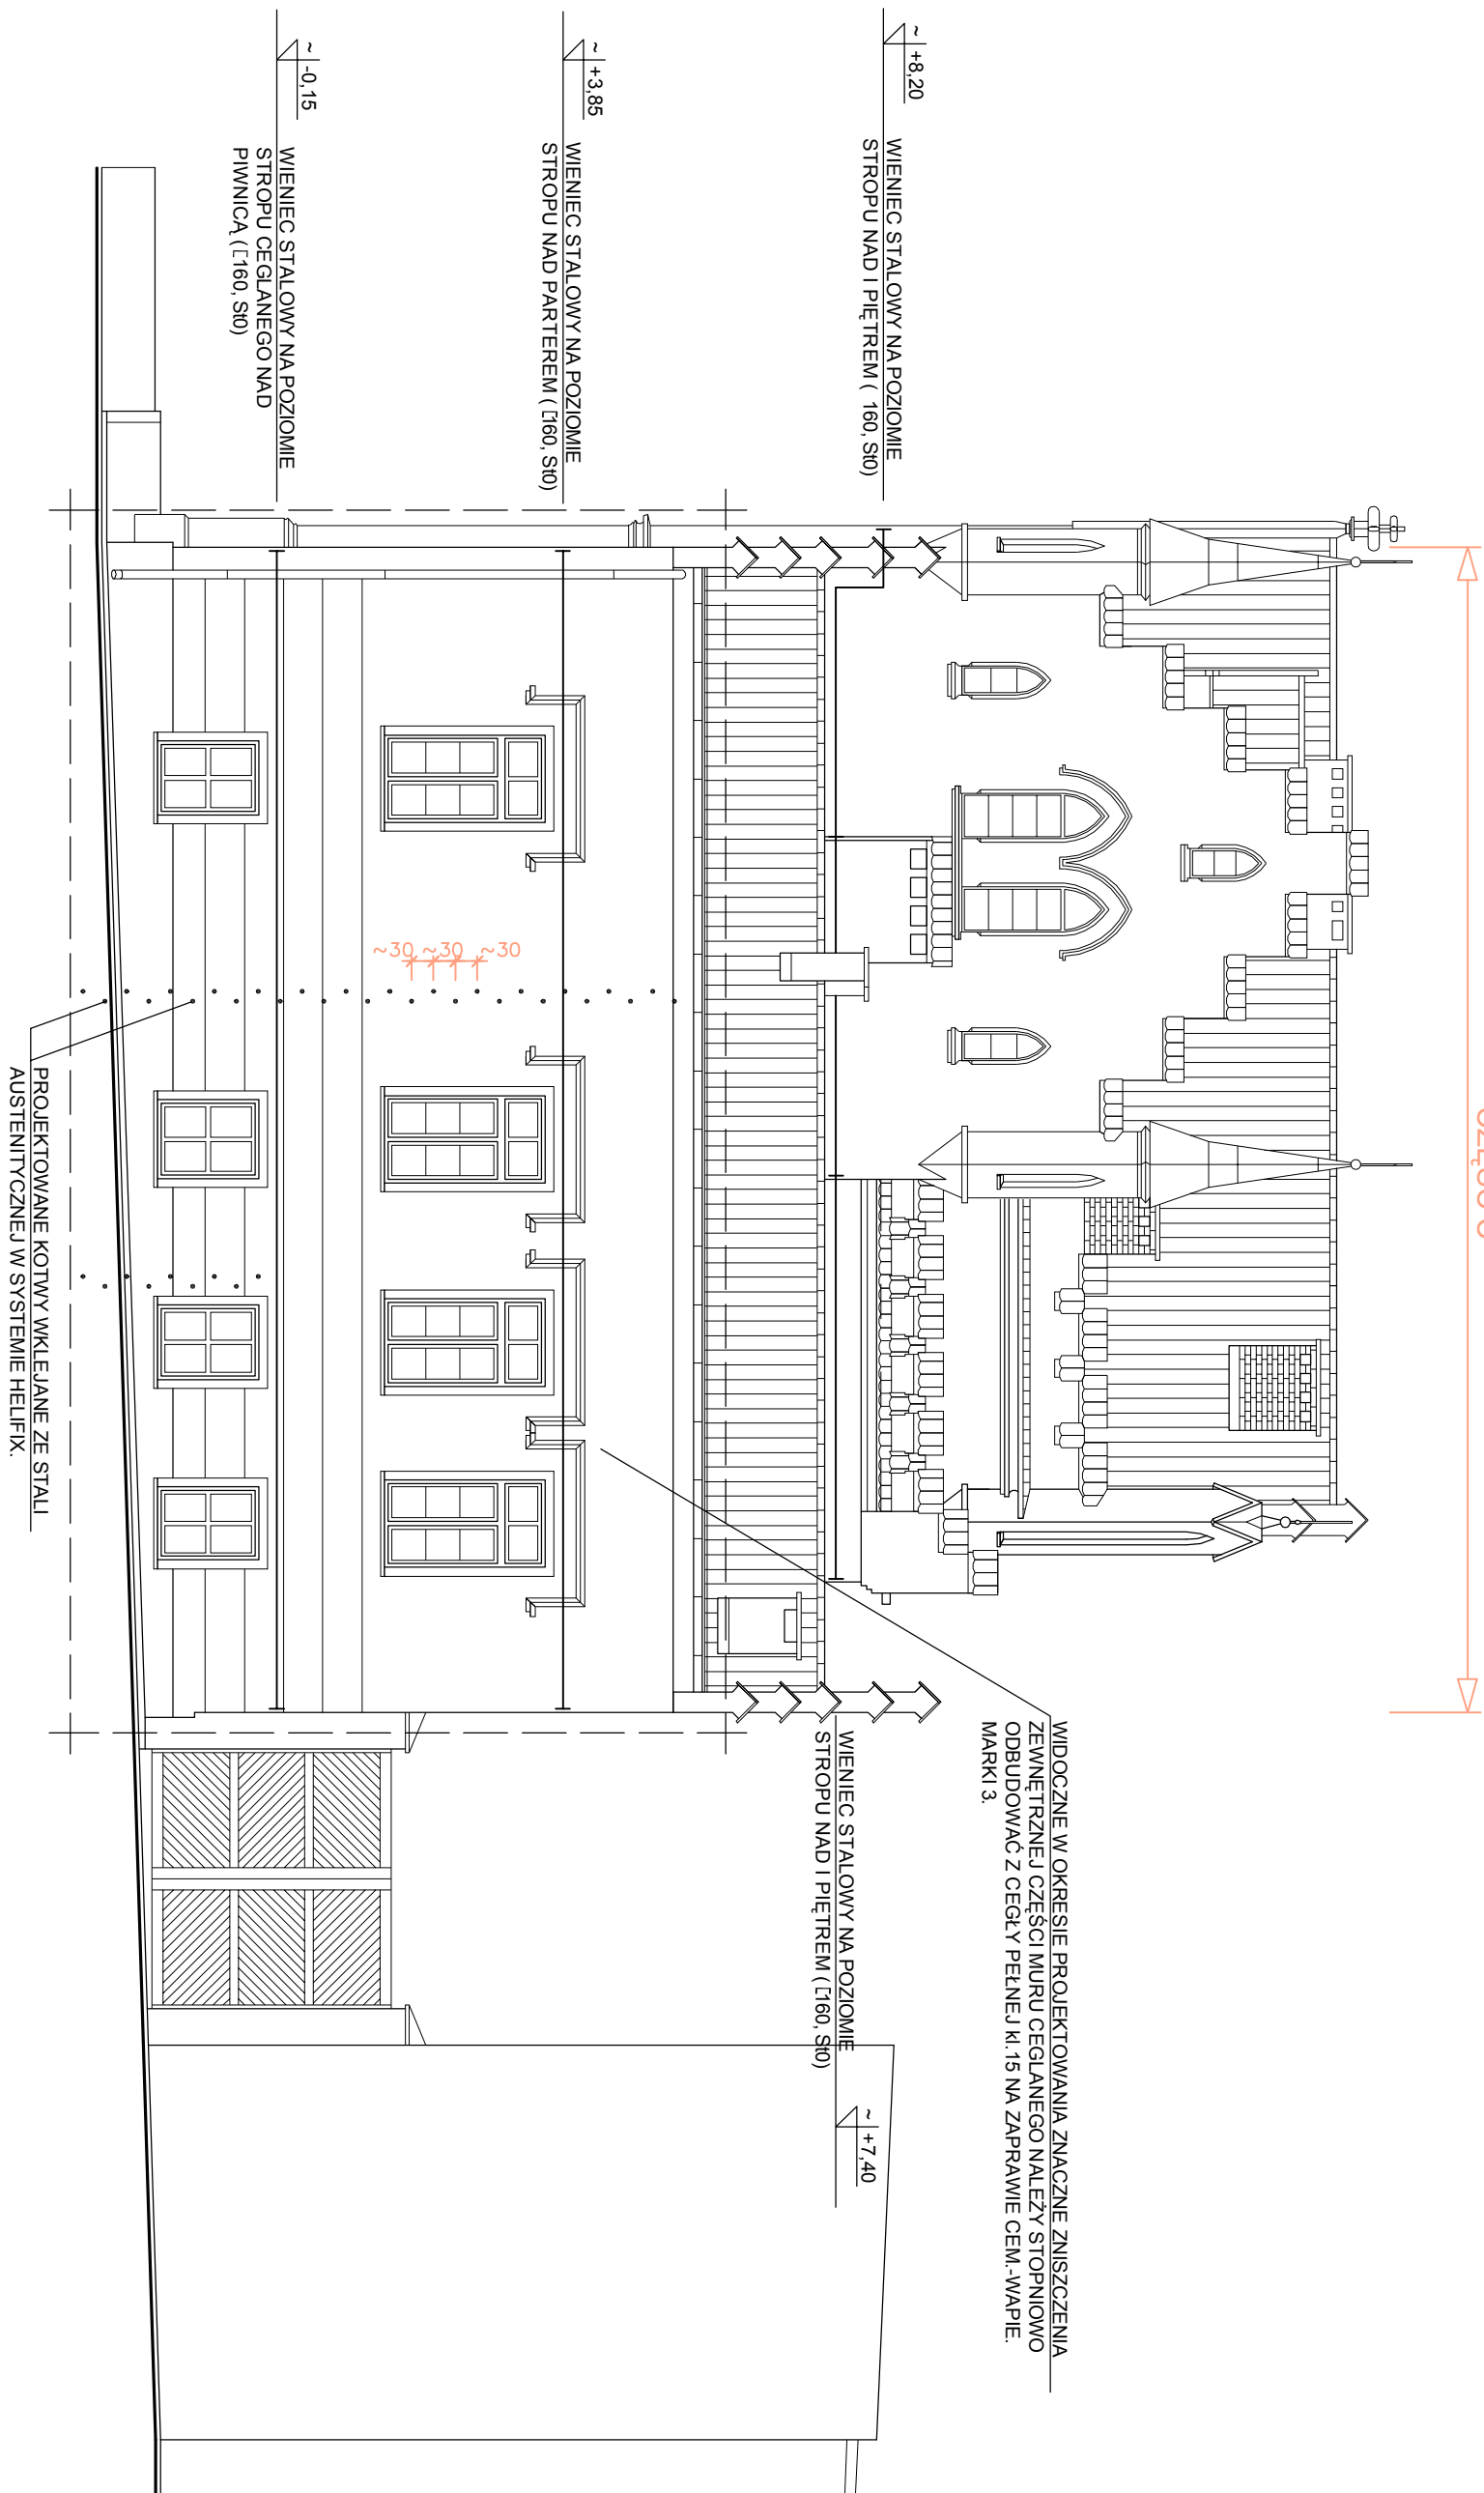 ~
+8,20
WIENIEC STALOWY NA POZIOMIE
STROPU NAD I PIĘTREM ( 160, St0)
~
+3,85
WIENIEC STALOWY NA POZIOMIE
STROPU NAD PARTEREM ( [160, St0)
~
-0,15
WIENIEC STALOWY NA POZIOMIE
STROPU CEGLANEGO NAD
PIWNICĄ ( [160, St0)
~30 ~30 ~30
PROJEKTOWANE KOTWY WKLEJANE ZE STALI
AUSTENITYCZNEJ W SYSTEMIE HELIFIX.
WIDOCZNE W OKRESIE PROJEKTOWANIA ZNACZNE ZNISZCZENIA
ZEWNĘTRZNEJ CZĘŚCI MURU CEGLANEGO NALEŻY STOPNIOWO
ODBUDOWAĆ Z CEGŁY PEŁNEJ kl.15 NA ZAPRAWIE CEM.-WAPIE.
MARKI 3.
WIENIEC STALOWY NA POZIOMIE
STROPU NAD I PIĘTREM ( [160, St0)
~
+7,40